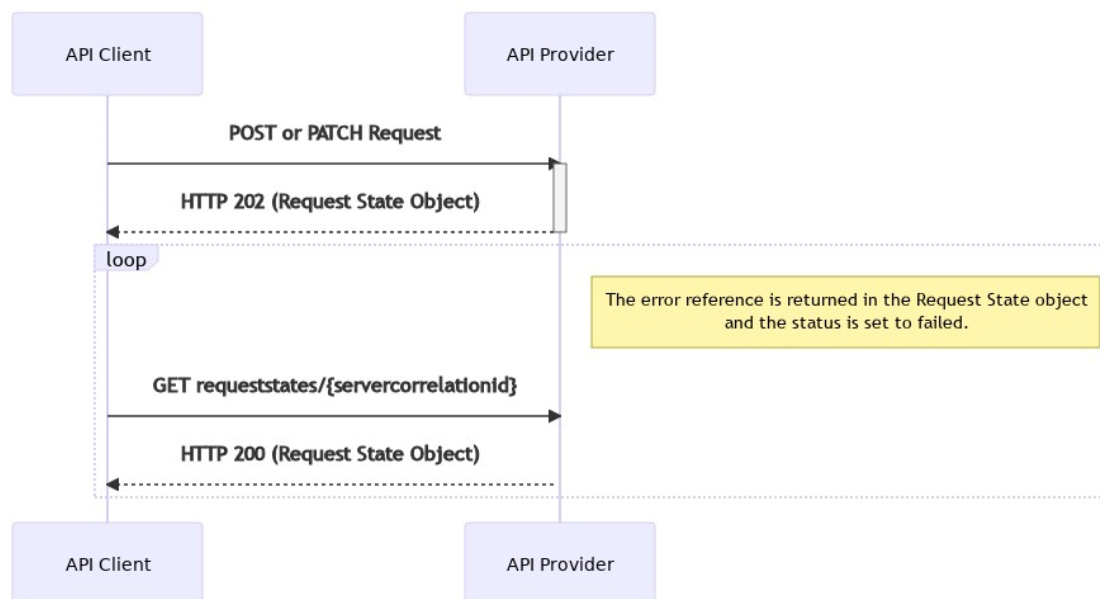 API Client
API Provider
POST or PATCH Request
HTTP 202 (Request State Object)
loop
The error reference is returned in the Request State object
and the status is set to failed.
GET requeststates/{servercorrelationid}
HTTP 200 (Request State Object)
API Client
API Provider